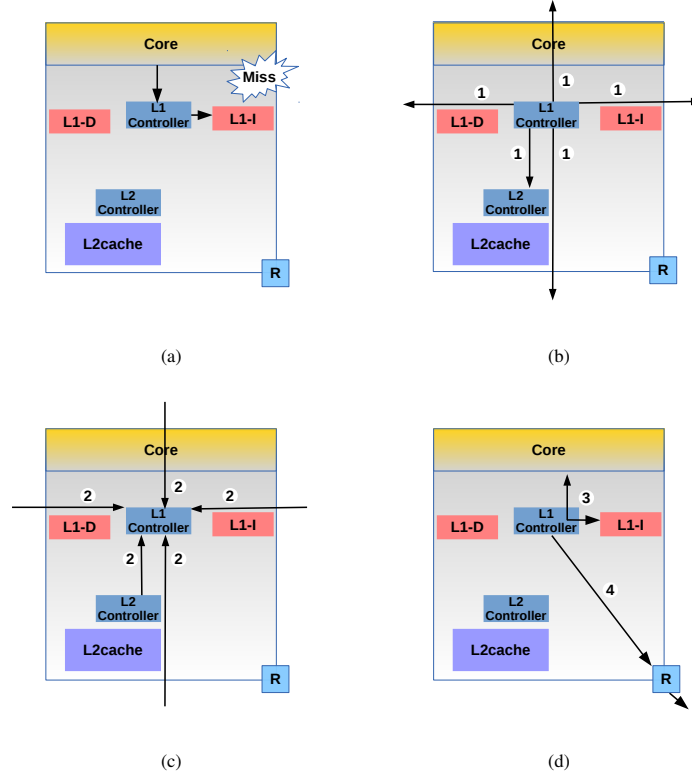 Core
Miss
L1
Controller
L1-D
L1-I
L2
Controller
L2cache
R
(a)
Core
1
1
1
L1
Controller
L1-D
L1-I
1
1
L2
Controller
L2cache
R
(b)
Core
2
2
2
L1
Controller
L1-D
L1-I
2
2
L2
Controller
L2cache
R
(c)
Core
3
L1
Controller
L1-D
L1-I
4
L2
Controller
L2cache
R
(d)